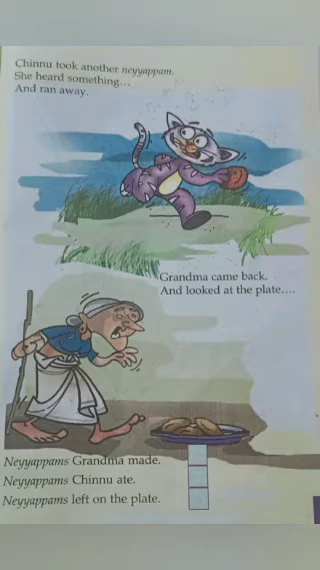 Chinnu took another neyyappam.
She heard something...
And ran away.
Grandma came back.
And looked at the plate....
Neyyappams Grandma made.
Neyyappams Chinnu ate.
Neyyappams left on the plate.